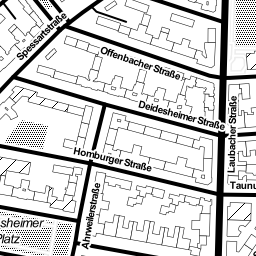 Spessartstraße
Offenbacher Straße
Deidesheimer Straße
Laubacher Straße
Homburger Straße
Ahrweilerstraße
Taunu
sheimer
Platz